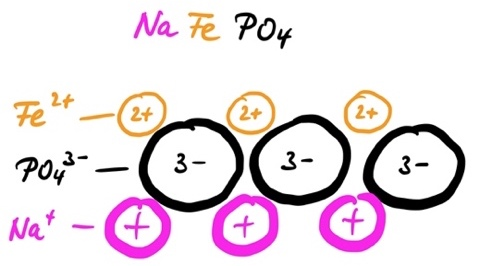 Na Fe PO₄
Fe²⁺ 2+ 2+ 2+
PO₄³⁻ 3− 3− 3−
Na⁺ + + +